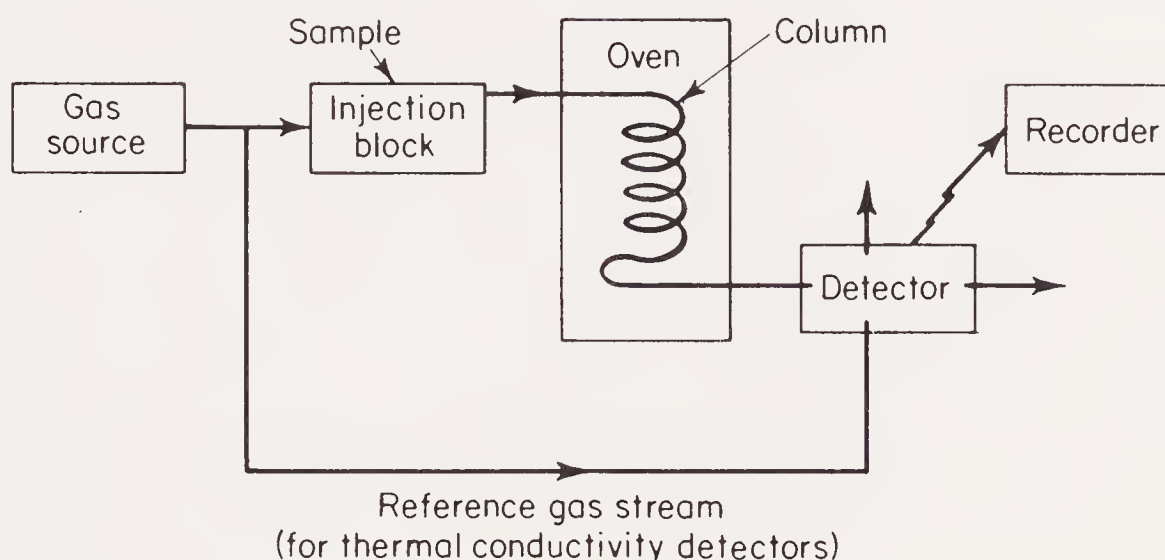 Sample
Column
Oven
Gas
source
Injection
block
Recorder
Detector
Reference gas stream
(for thermal conductivity detectors)